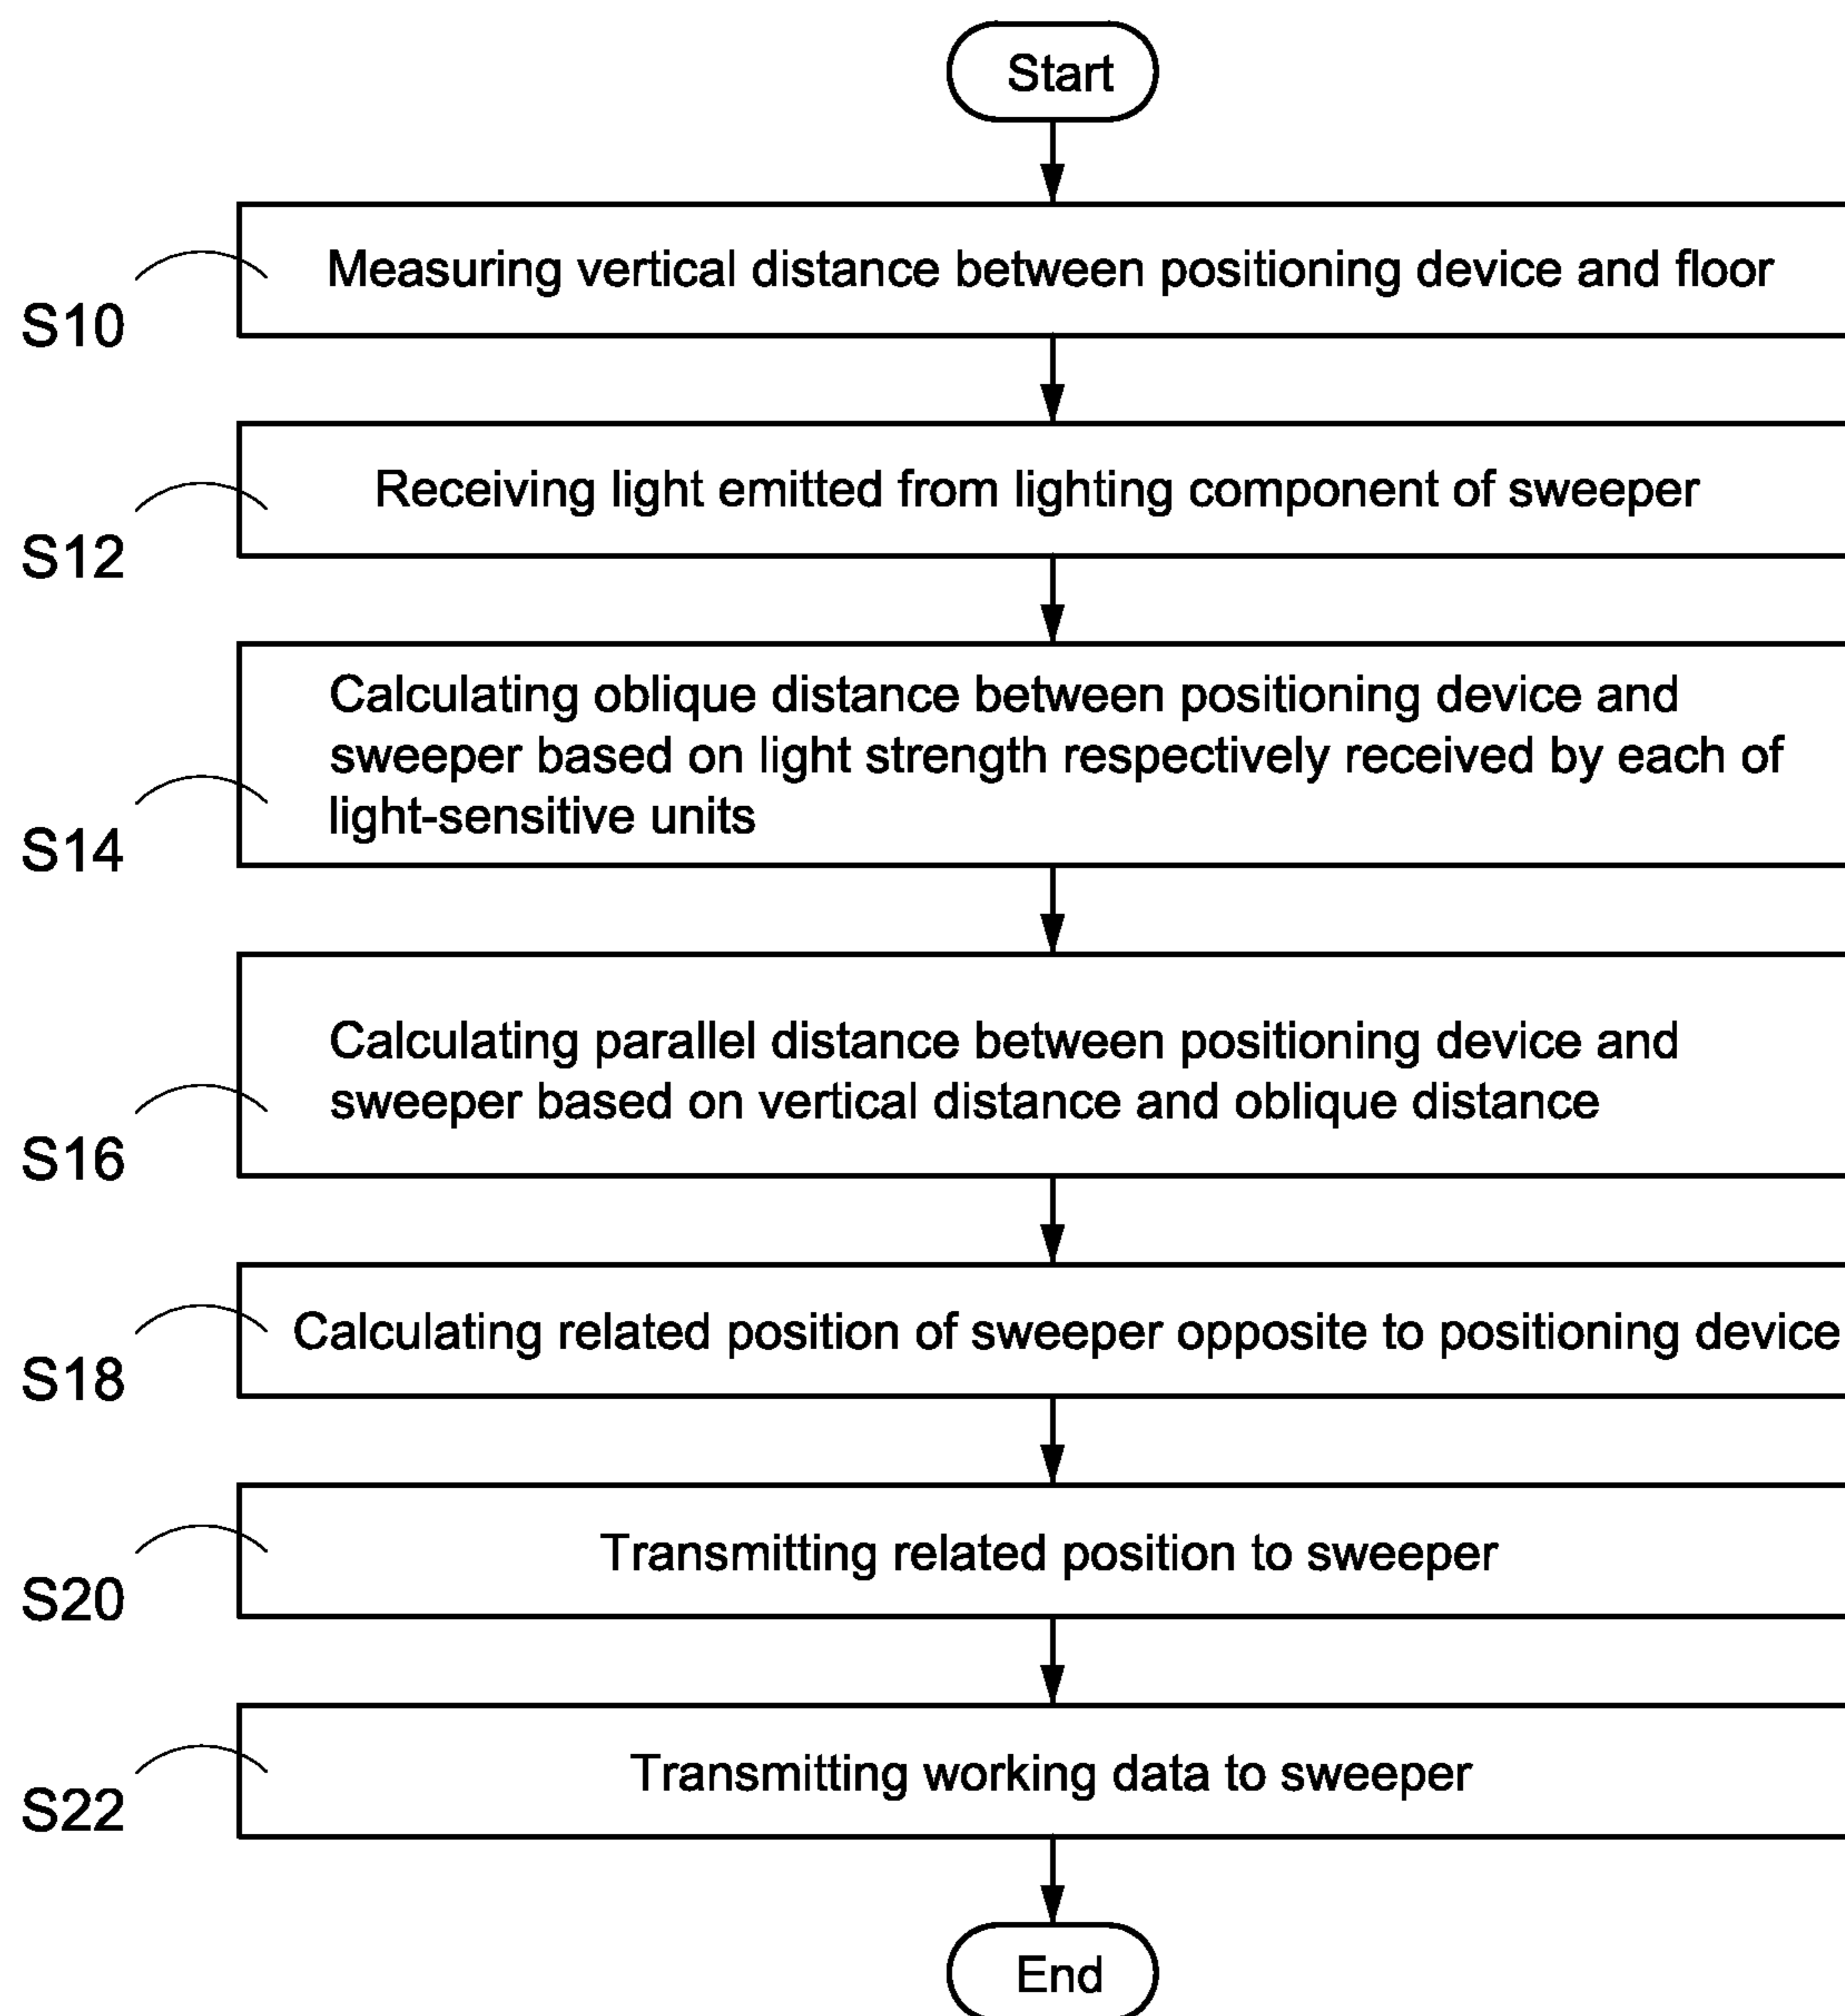 Start
Measuring vertical distance between positioning device and floor
S10
Receiving light emitted from lighting component of sweeper
S12
Calculating oblique distance between positioning device and
sweeper based on light strength respectively received by each of
light-sensitive units
S14
Calculating parallel distance between positioning device and
sweeper based on vertical distance and oblique distance
S16
Calculating related position of sweeper opposite to positioning device
S18
Transmitting related position to sweeper
S20
Transmitting working data to sweeper
S22
End